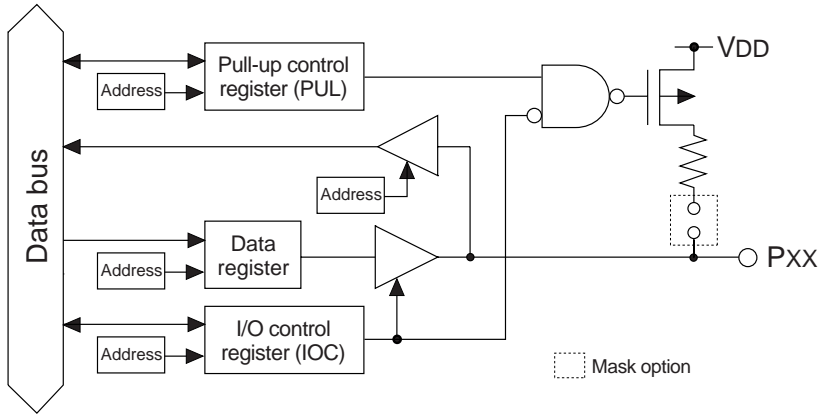 VDD
Pull-up control
register (PUL)
Address
Address
Data bus
Data
register
Address
PXX
I/O control
register (IOC)
Address
Mask option